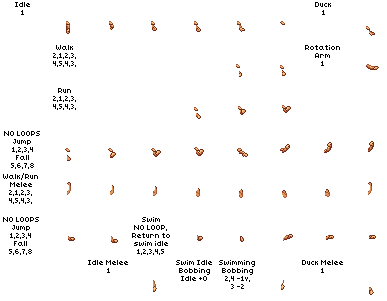 Idle
1
Duck
1
Walk
2,1,2,3,
4,5,4,3,
Rotation
Arm
1
Run
2,1,2,3,
4,5,4,3,
NO LOOPS
Jump
1,2,3,4
Fall
5,6,7,8
Walk/Run
Melee
2,1,2,3,
4,5,4,3,
NO LOOPS
Jump
1,2,3,4
Fall
5,6,7,8
Swim
NO LOOP,
Return to
swim idle
1,2,3,4,5
Idle Melee
1
Swim Idle
Bobbing
Idle +0
Swimming
Bobbing
2,4 -1v,
3 -2
Duck Melee
1